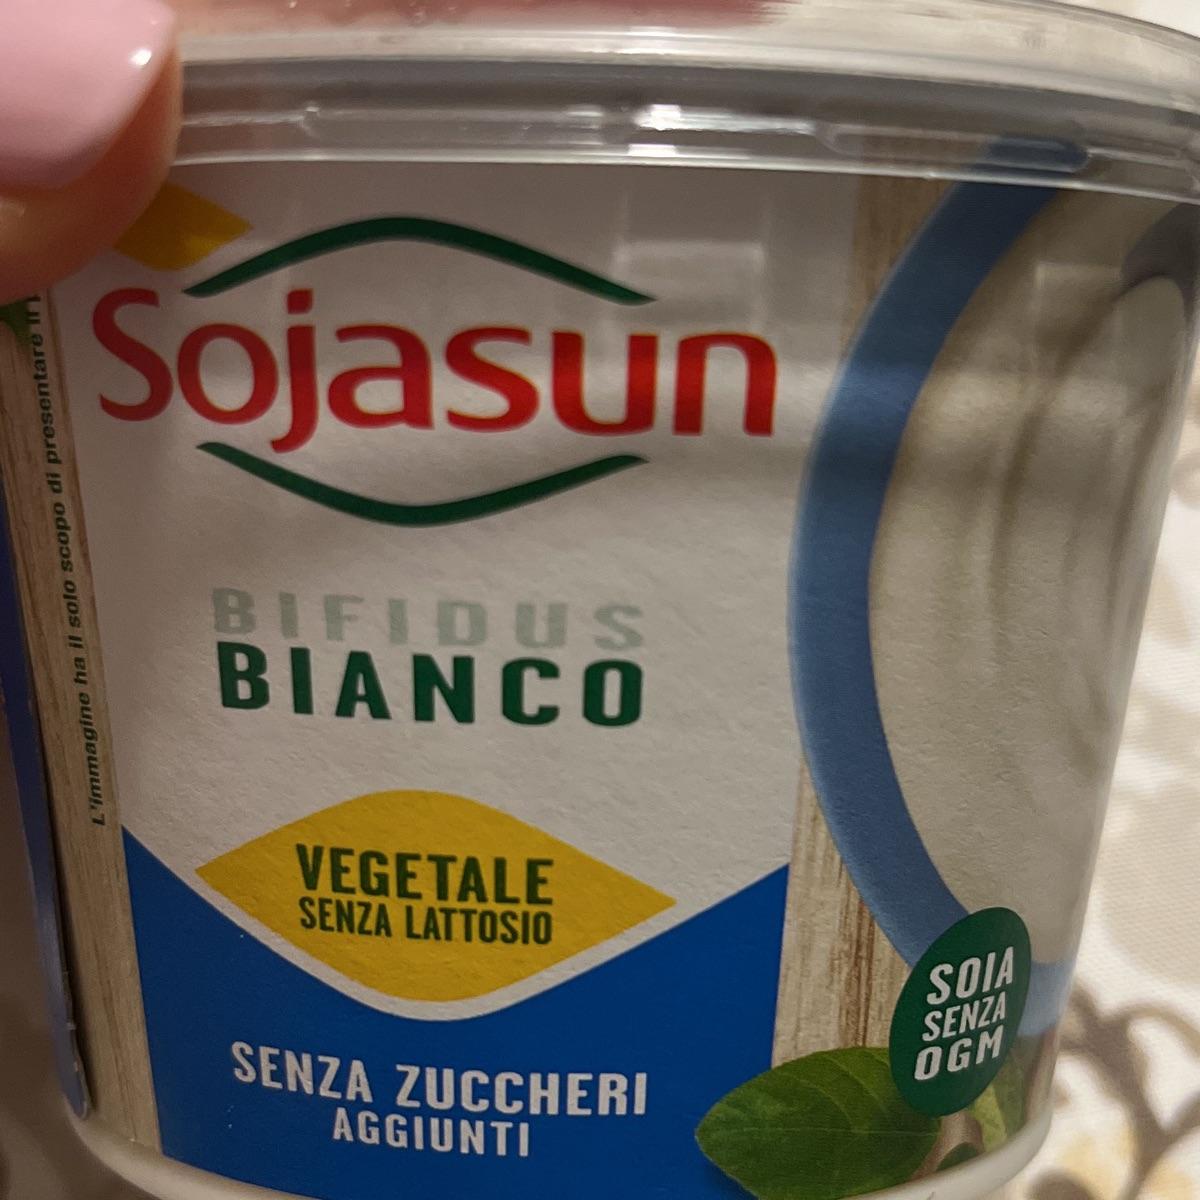 Sojasun
BIFIDUS
BIANCO
VEGETALE
SENZA LATTOSIO
SENZA ZUCCHERI
AGGIUNTI
SOIA
SENZA
OGM
L'immagine ha il solo scopo di presentare il